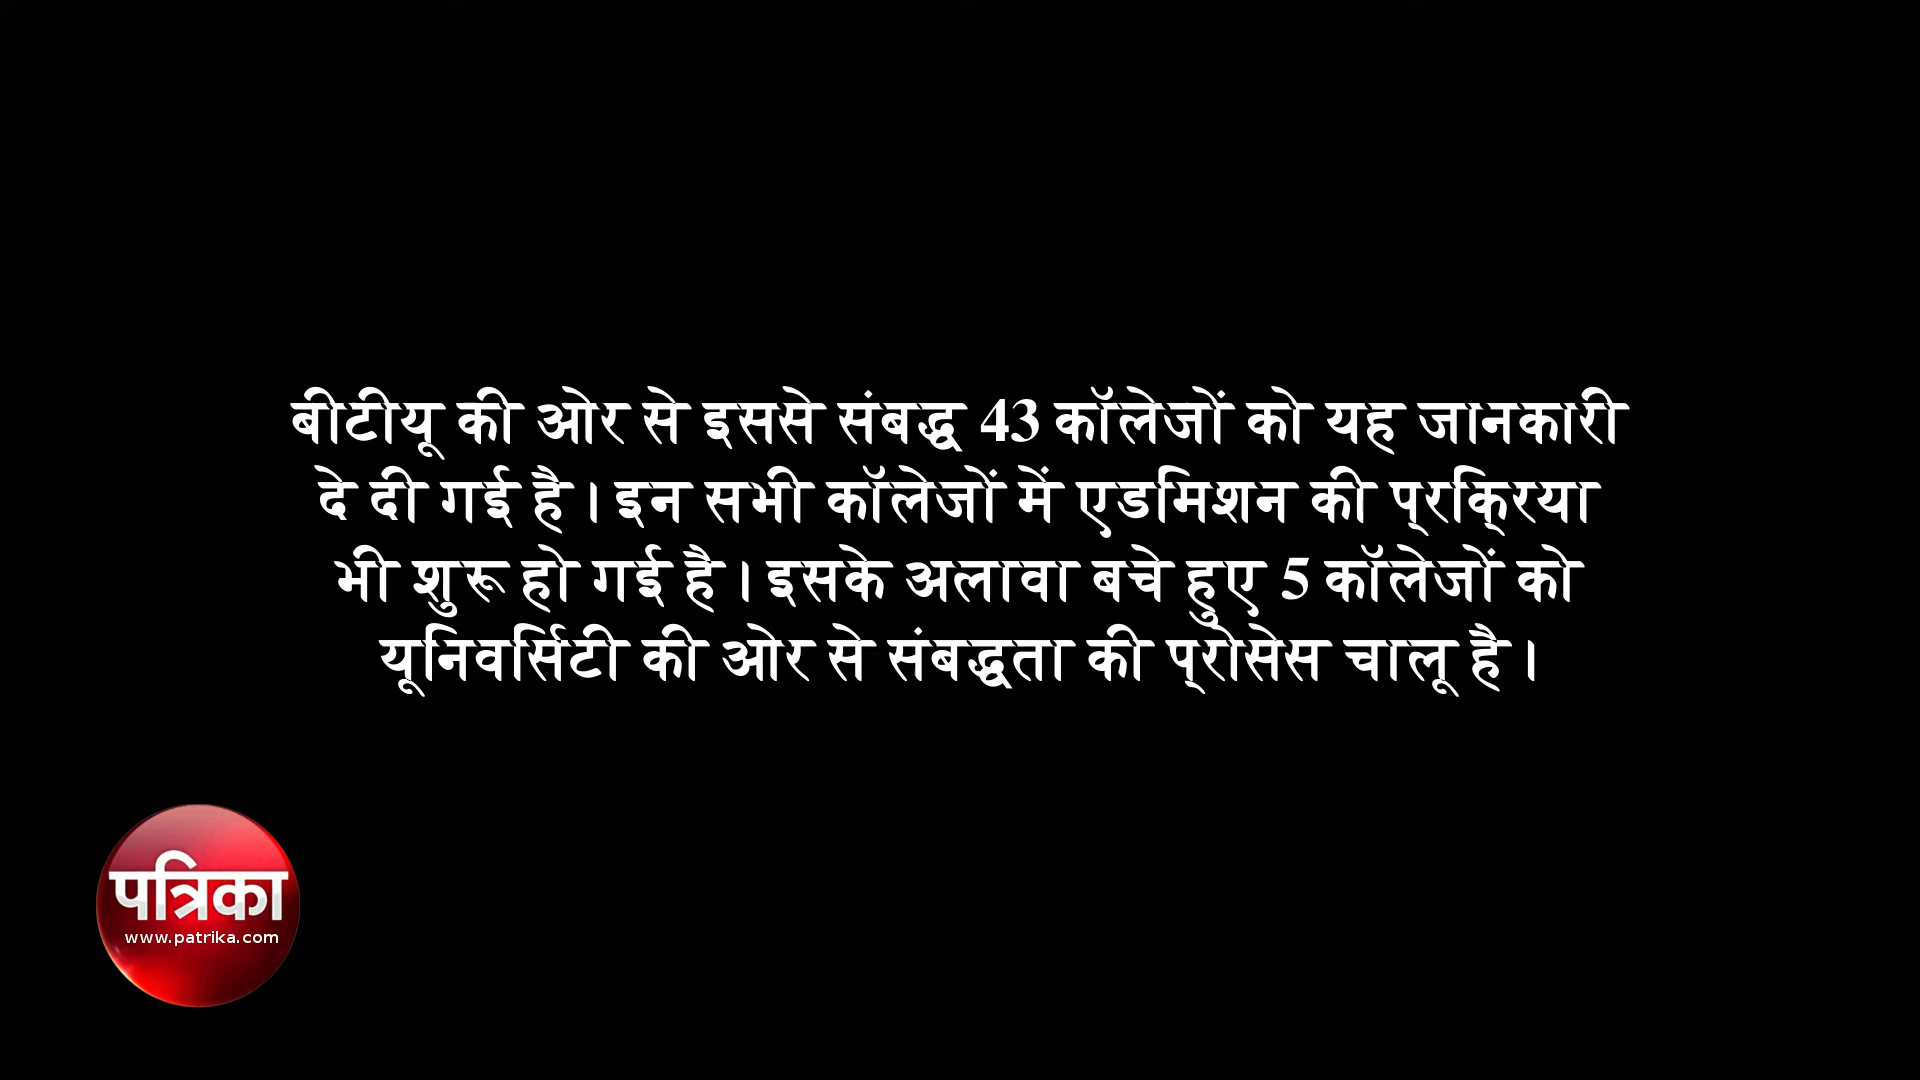 बीटीयू की ओर से इससे संबद्ध 43 कॉलेजों को यह जानकारी
दे दी गई है। इन सभी कॉलेजों में एडमिशन की प्रक्रिया
भी शुरू हो गई है। इसके अलावा बचे हुए 5 कॉलेजों को
यूनिवर्सिटी की ओर से संबद्धता की प्रोसेस चालू है।
पत्रिका
www.patrika.com